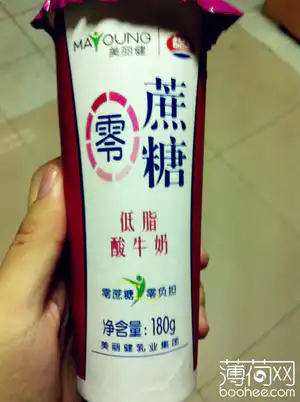 MAYOUNG
美丽健
零蔗糖
低脂
酸牛奶
零蔗糖 零负担
净含量:180g
美丽健乳业集团
薄荷网
boohee.com